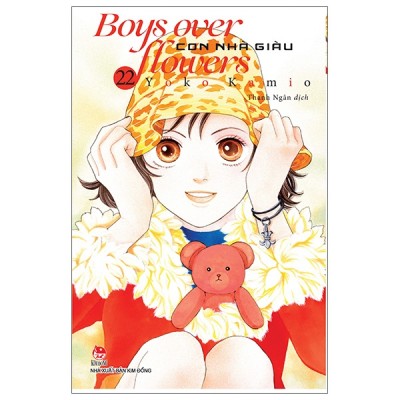 Boys over
CON NHÀ GIÀU
flowers
22
Yoko Kamio
Thanh Ngân dịch
NHÀ XUẤT BẢN KIM ĐỒNG